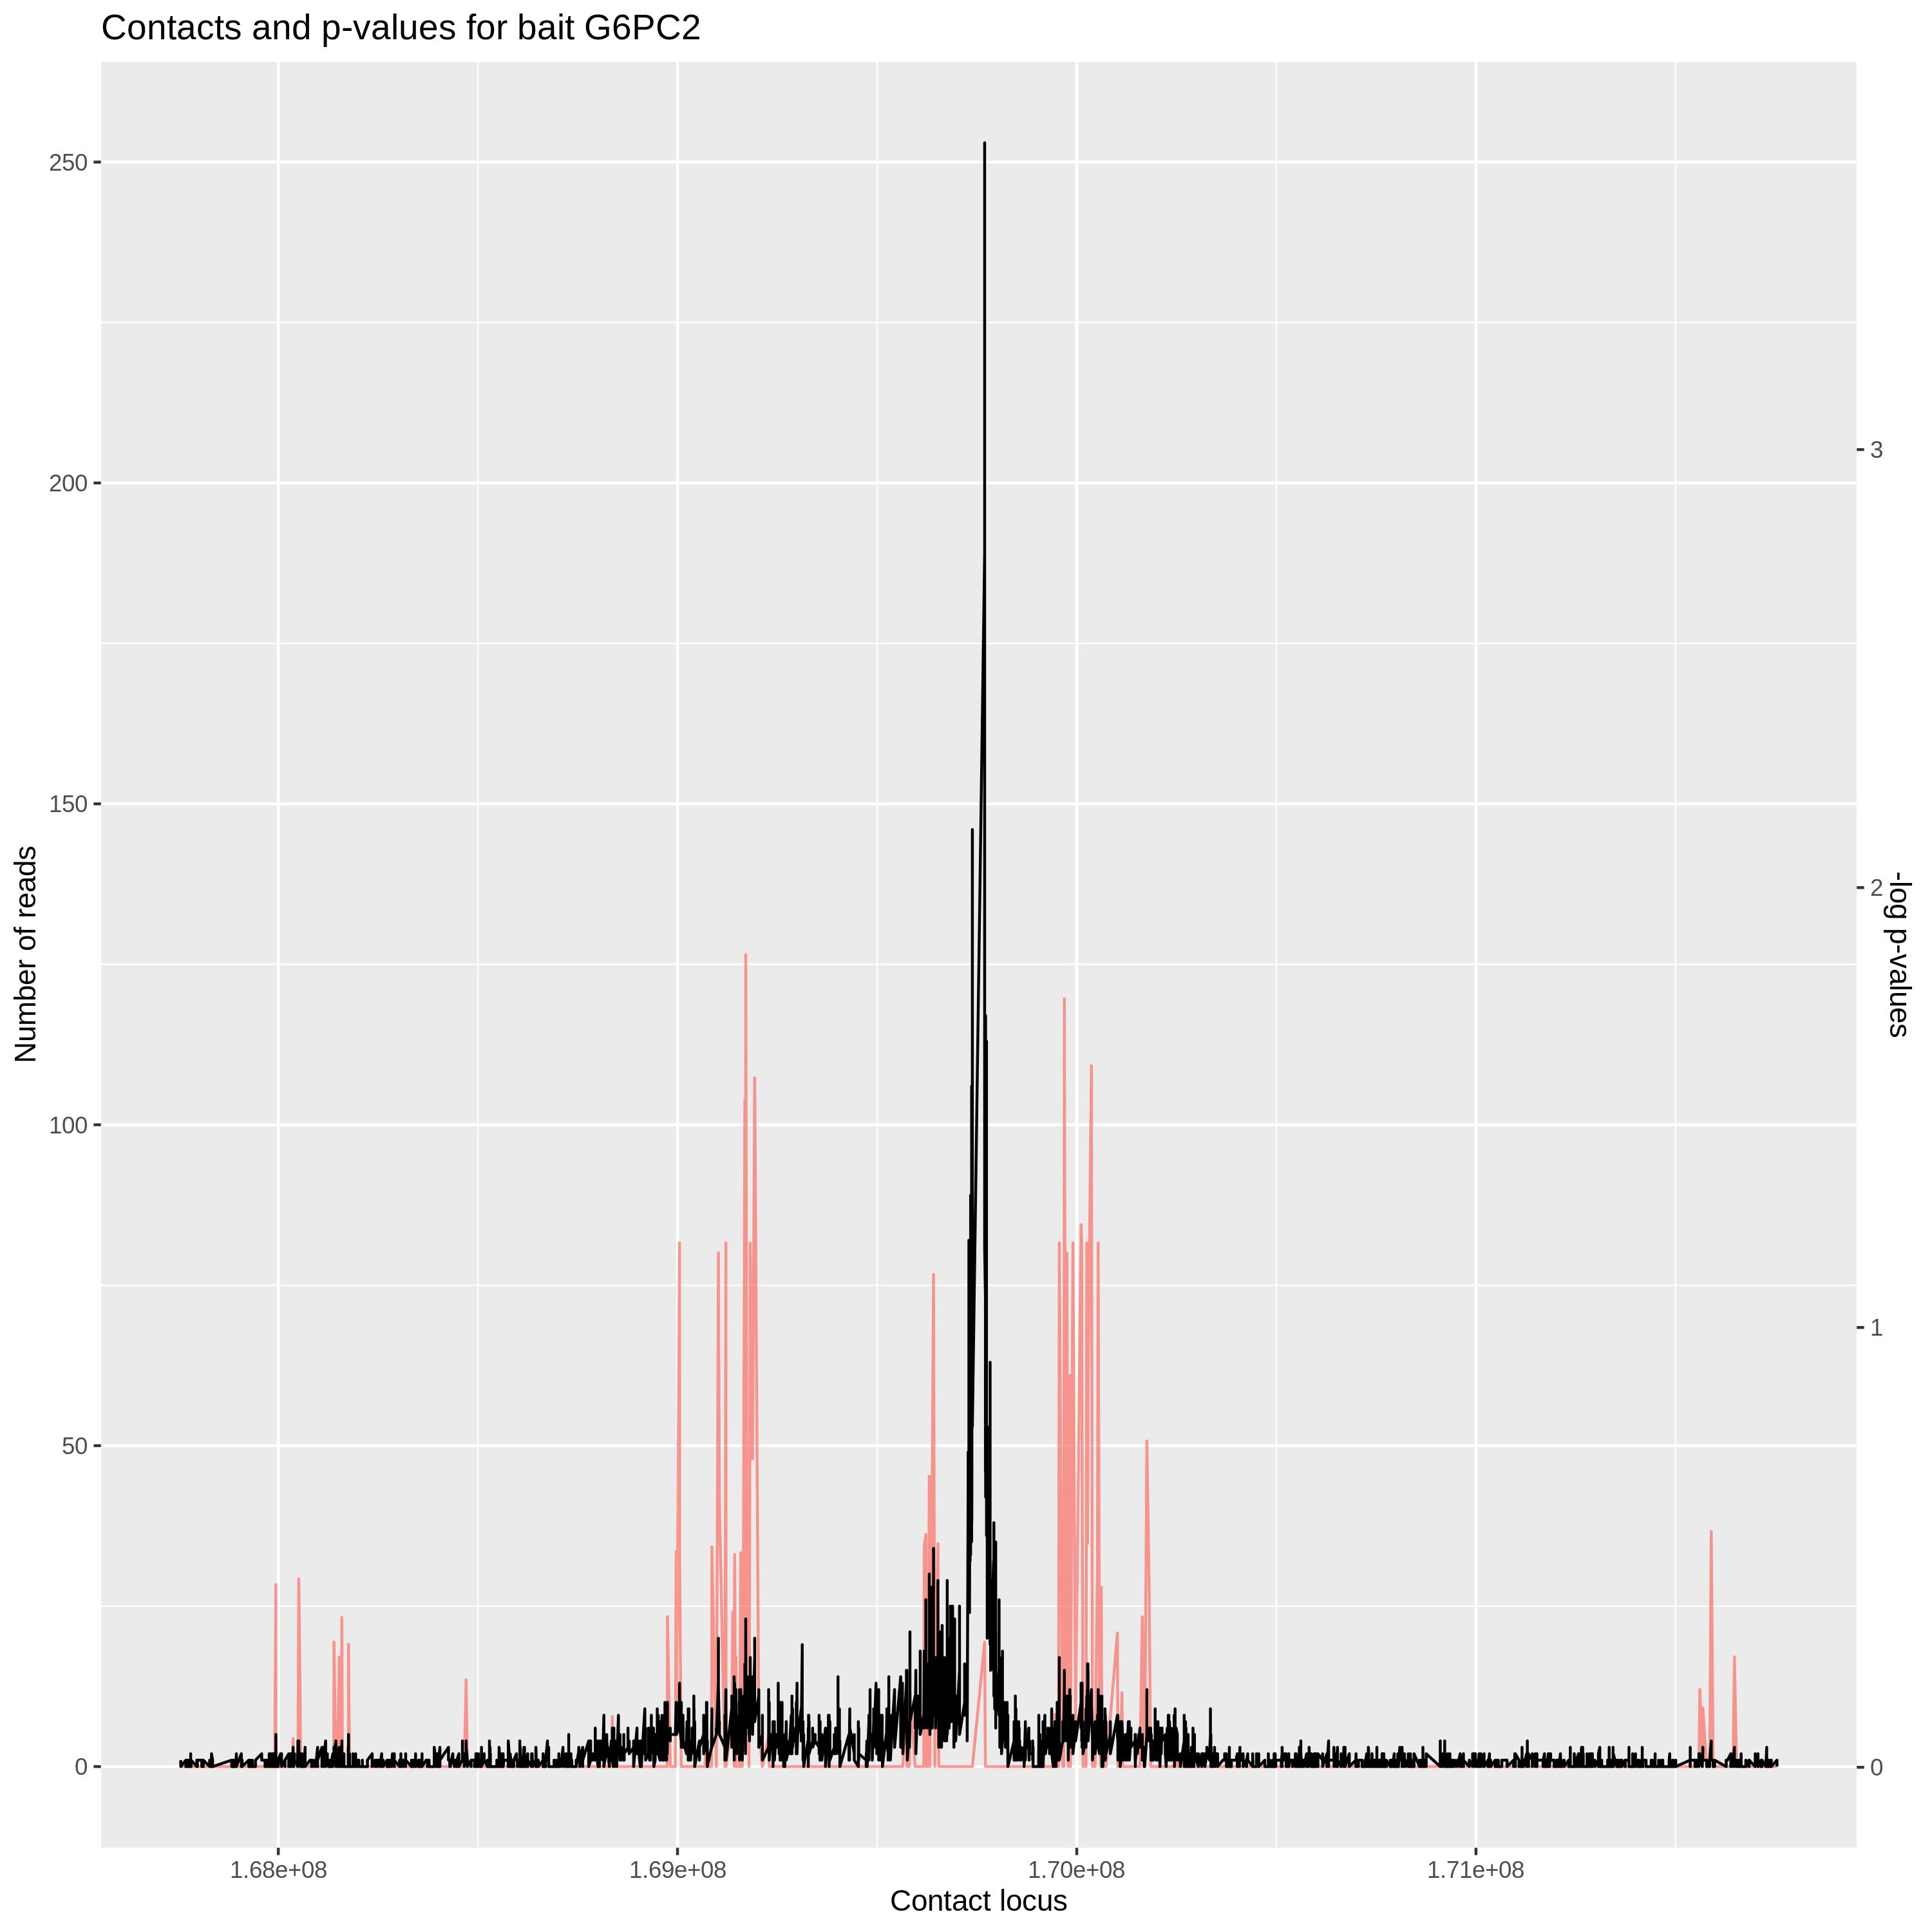 Contacts and p-values for bait G6PC2
250
200
150
100
50
0
Number of reads
3
2
1
0
-log p-values
1.68e+08
1.69e+08
1.70e+08
1.71e+08
Contact locus